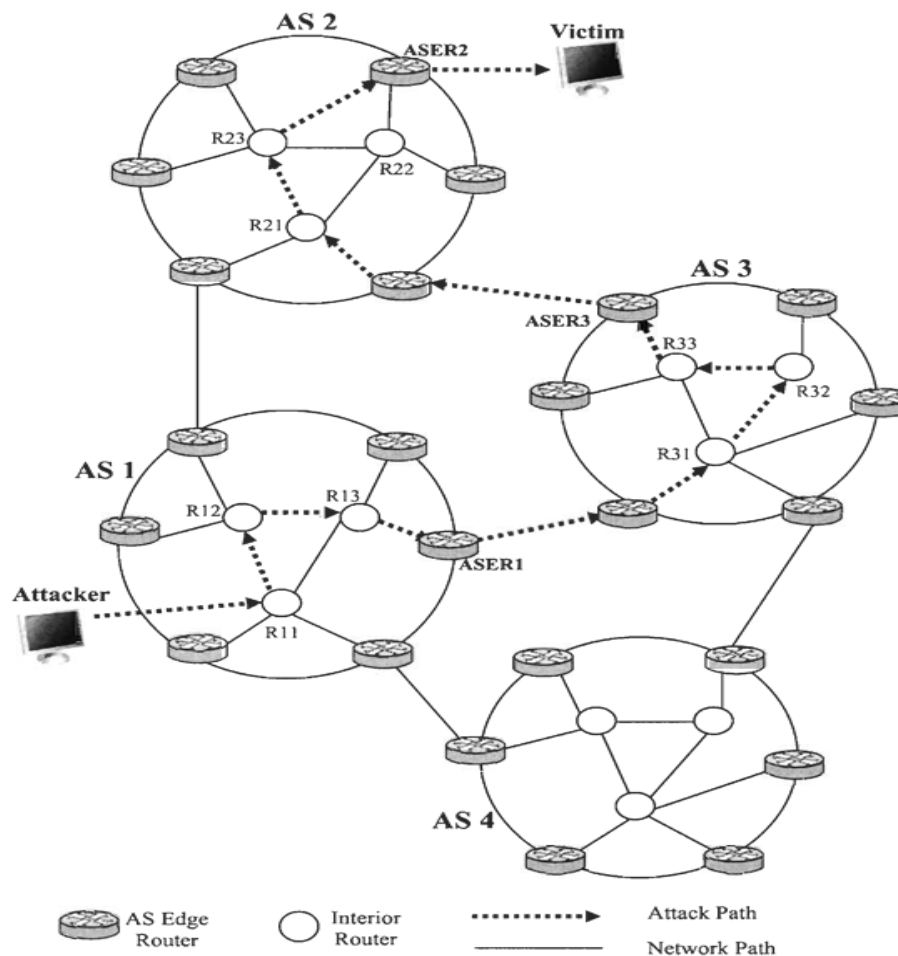 AS 2
Victim
ASER2
R23
R22
R21
AS 3
ASER3
R33
R32
R31
AS 1
R12
R13
ASER1
Attacker
R11
AS 4
AS Edge
Router
Interior
Router
Attack Path
Network Path